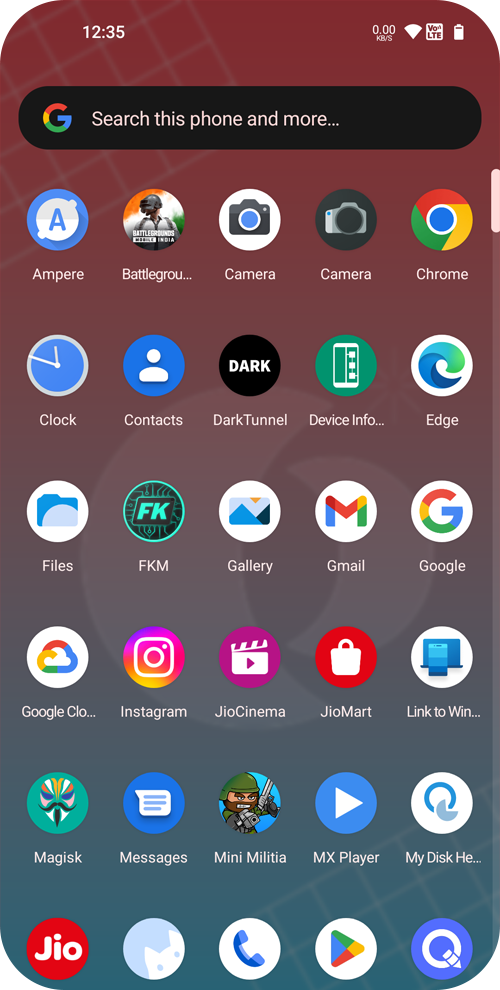 12:35
0.00
KB/S
Vo
LTE
Search this phone and more...
A
BATTLEGROUNDS
MOBILE INDIA
Ampere
Battlegrou...
Camera
Camera
Chrome
DARK
Clock
Contacts
DarkTunnel
Device Info...
Edge
FK
Files
FKM
Gallery
Gmail
Google
Google Clo...
Instagram
JioCinema
JioMart
Link to Win...
Magisk
Messages
Mini Militia
MX Player
My Disk He...
Jio